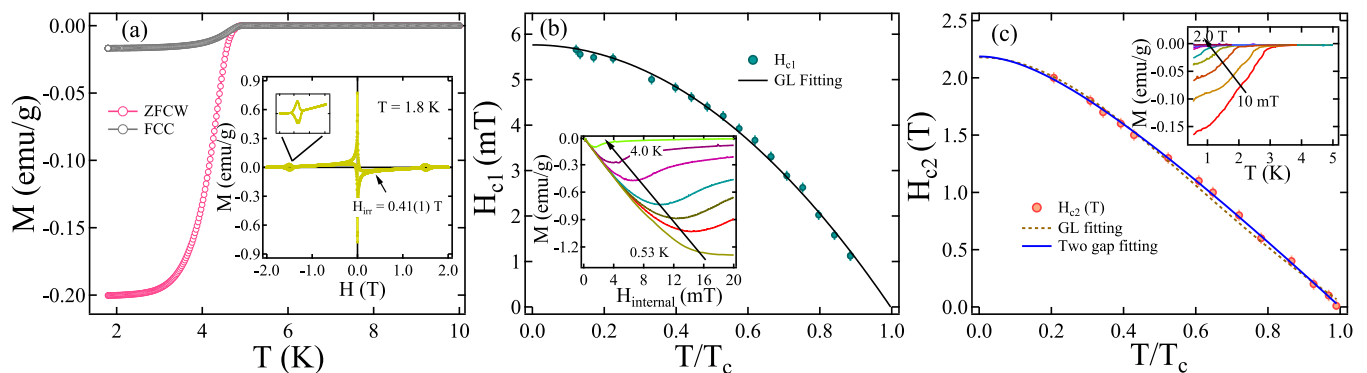 (a)
0.00
-0.05
-0.10
-0.15
-0.20
M (emu/g)
2
4
6
8
10
T (K)
ZFCW
FCC
0.9
0.6
0.3
0.0
-0.3
-0.6
-0.9
M (emu/g)
-2.0
-1.0
0.0
1.0
2.0
H (T)
T = 1.8 K
H_irr = 0.41(1) T
(b)
6
5
4
3
2
1
0
H_c1 (mT)
0.0
0.2
0.4
0.6
0.8
1.0
T/T_c
H_c1
GL Fitting
0.0
-0.3
-0.6
-0.9
-1.2
M (emu/g)
0
4
8
12
16
20
H_internal (mT)
4.0 K
0.53 K
(c)
2.5
2.0
1.5
1.0
0.5
0.0
H_c2 (T)
0.0
0.2
0.4
0.6
0.8
1.0
T/T_c
H_c2 (T)
GL fitting
Two gap fitting
0.00
-0.05
-0.10
-0.15
M (emu/g)
1
2
3
4
5
T (K)
2.0 T
10 mT